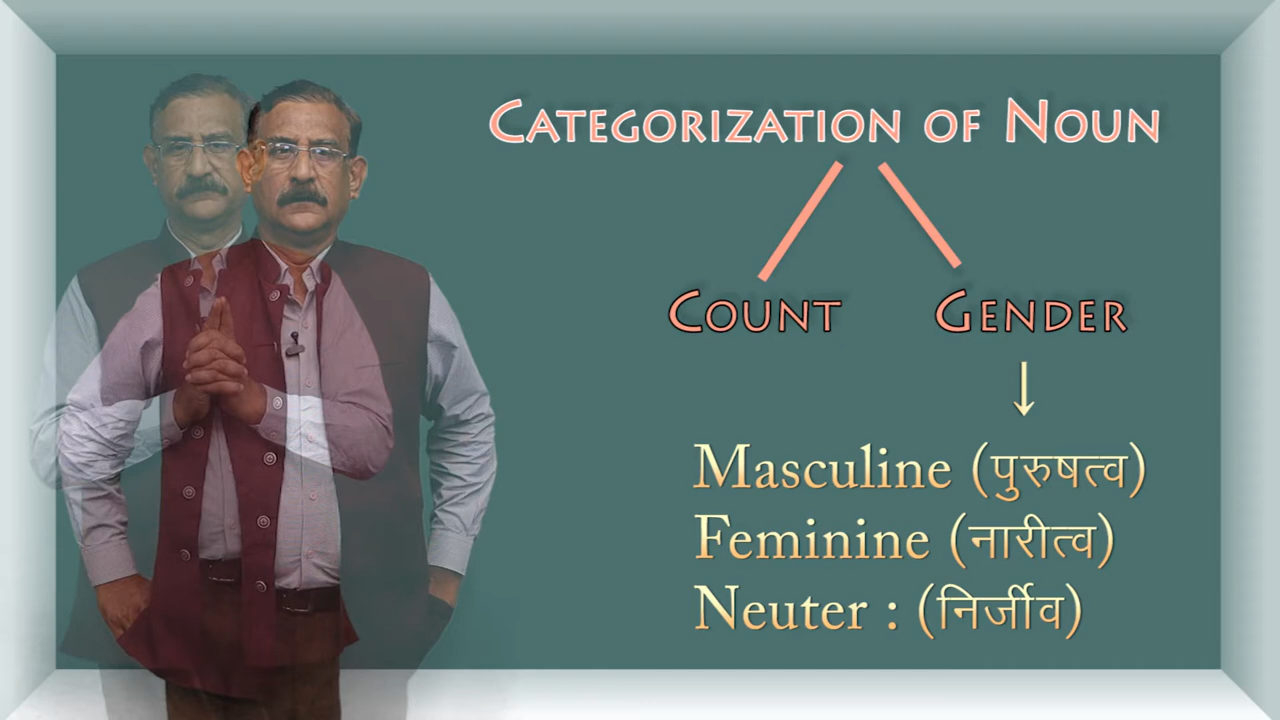 CATEGORIZATION OF NOUN
COUNT GENDER
Masculine (पुरुषत्व)
Feminine (नारीत्व)
Neuter : (निर्जीव)